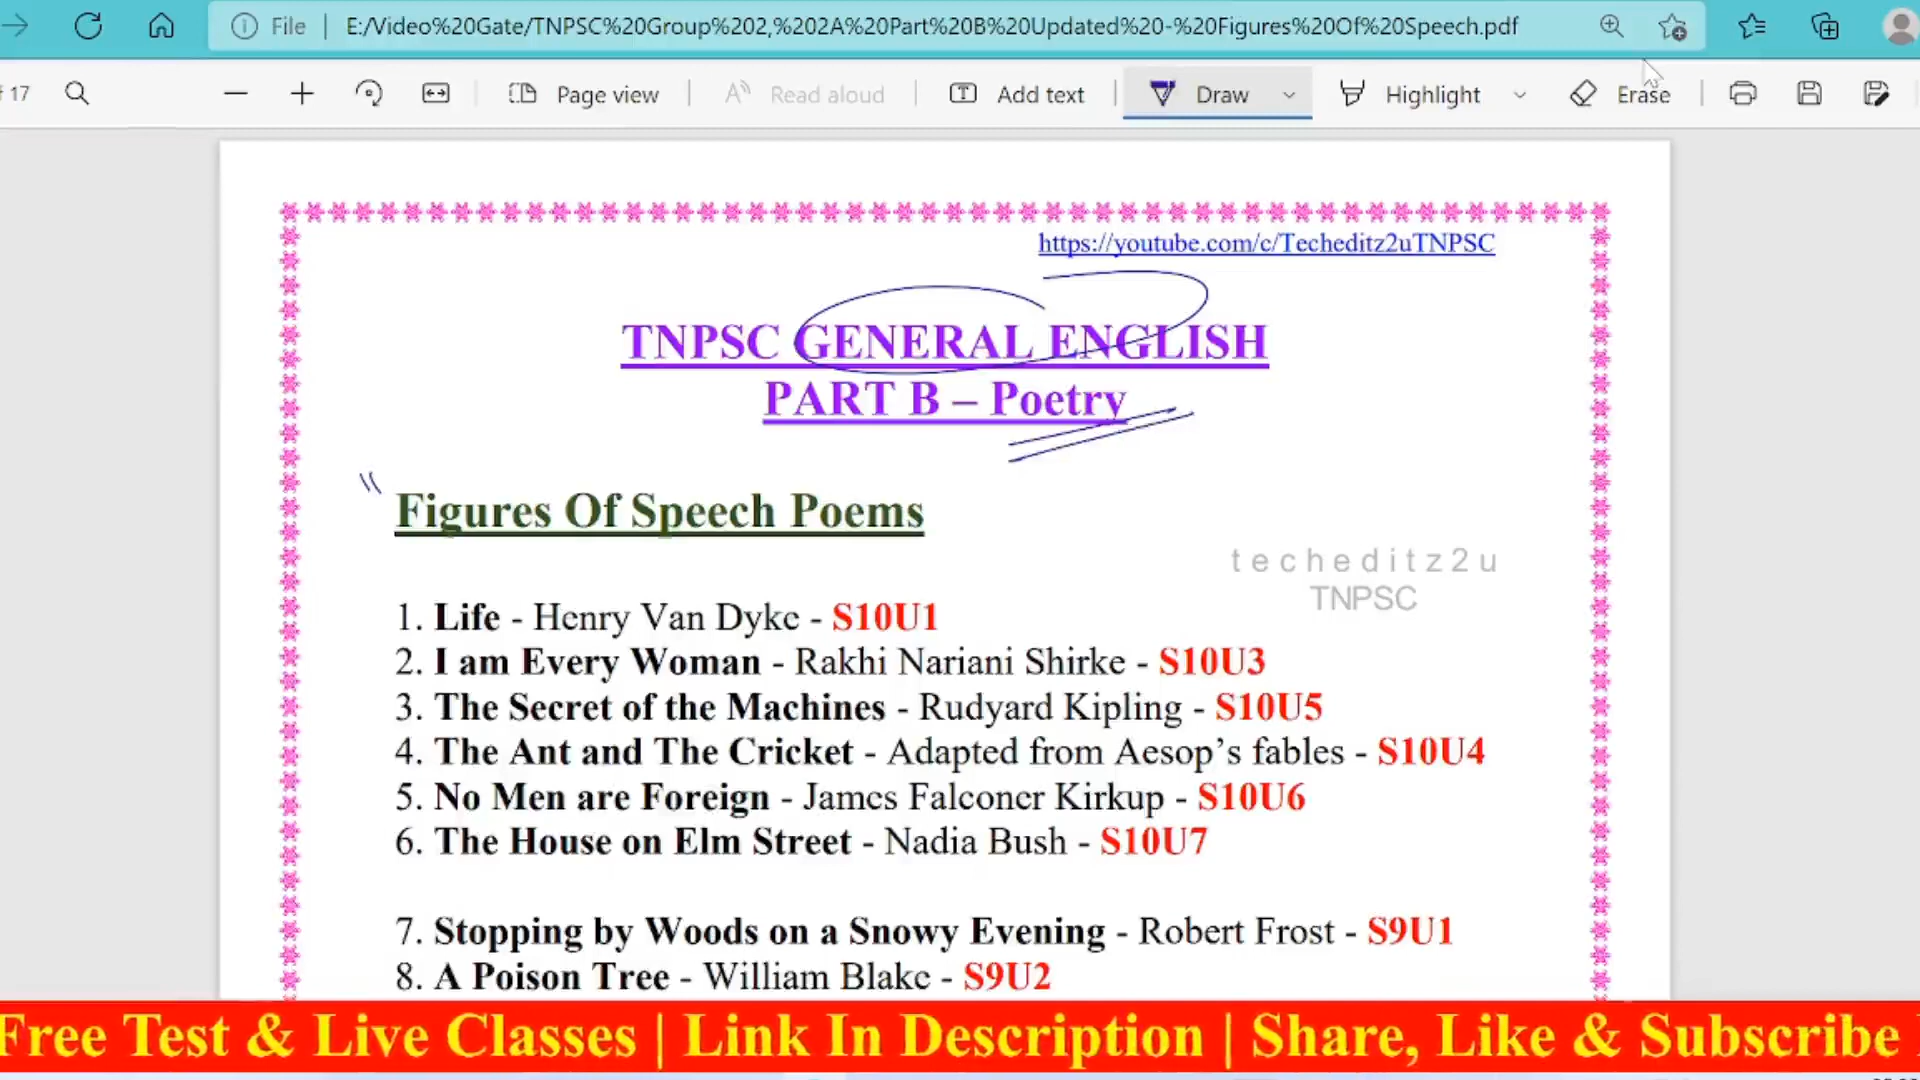 File | E:/Video%20Gate/TNPSC%20Group%202,%202A%20Part%20B%20Updated%20-%20Figures%20Of%20Speech.pdf
17 Page view Read aloud Add text Draw Highlight Erase
https://youtube.com/c/Techeditz2uTNPSC
TNPSC GENERAL ENGLISH
PART B – Poetry
Figures Of Speech Poems
techeditz2u
TNPSC
1. Life - Henry Van Dyke - S10U1
2. I am Every Woman - Rakhi Nariani Shirke - S10U3
3. The Secret of the Machines - Rudyard Kipling - S10U5
4. The Ant and The Cricket - Adapted from Aesop’s fables - S10U4
5. No Men are Foreign - James Falconer Kirkup - S10U6
6. The House on Elm Street - Nadia Bush - S10U7
7. Stopping by Woods on a Snowy Evening - Robert Frost - S9U1
8. A Poison Tree - William Blake - S9U2
Free Test & Live Classes | Link In Description | Share, Like & Subscribe